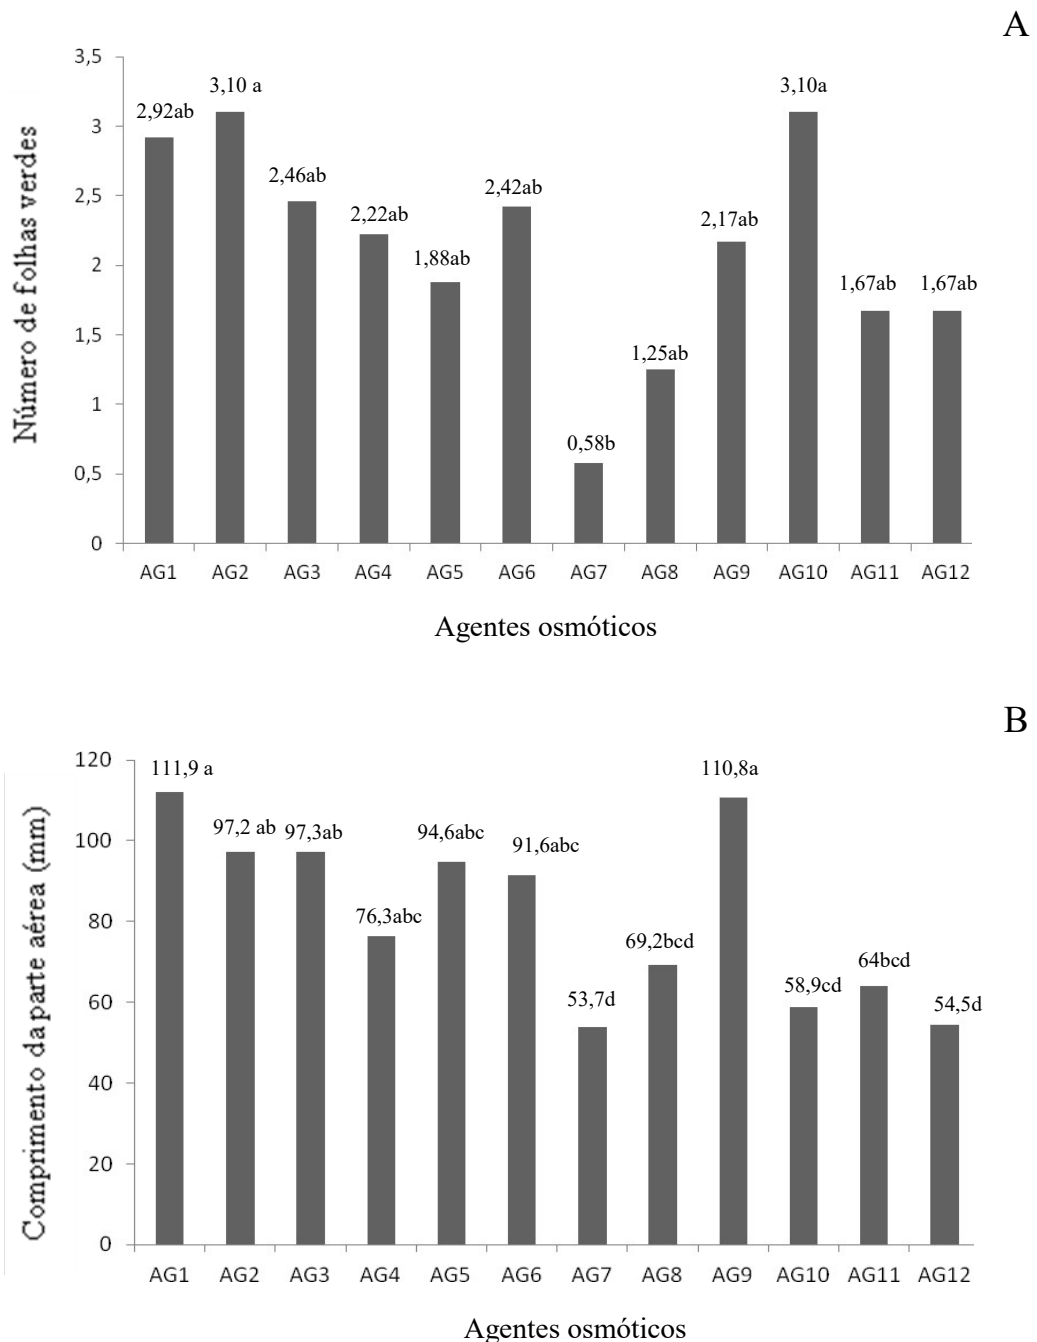 A
Número de folhas verdes
3,5
3
2,5
2
1,5
1
0,5
0
2,92ab
3,10 a
2,46ab
2,22ab
1,88ab
2,42ab
0,58b
1,25ab
2,17ab
3,10a
1,67ab
1,67ab
AG1 AG2 AG3 AG4 AG5 AG6 AG7 AG8 AG9 AG10 AG11 AG12
Agentes osmóticos
B
Comprimento da parte aérea (mm)
120
100
80
60
40
20
0
111,9 a
97,2 ab
97,3ab
76,3abc
94,6abc
91,6abc
53,7d
69,2bcd
110,8a
58,9cd
64bcd
54,5d
AG1 AG2 AG3 AG4 AG5 AG6 AG7 AG8 AG9 AG10 AG11 AG12
Agentes osmóticos